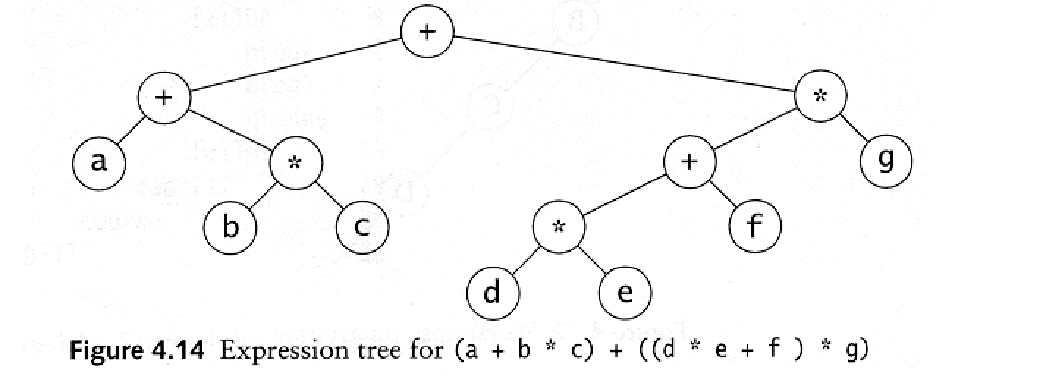 +
+ *
a * + g
b c * f
d e
Figure 4.14 Expression tree for (a + b * c) + ((d * e + f ) * g)